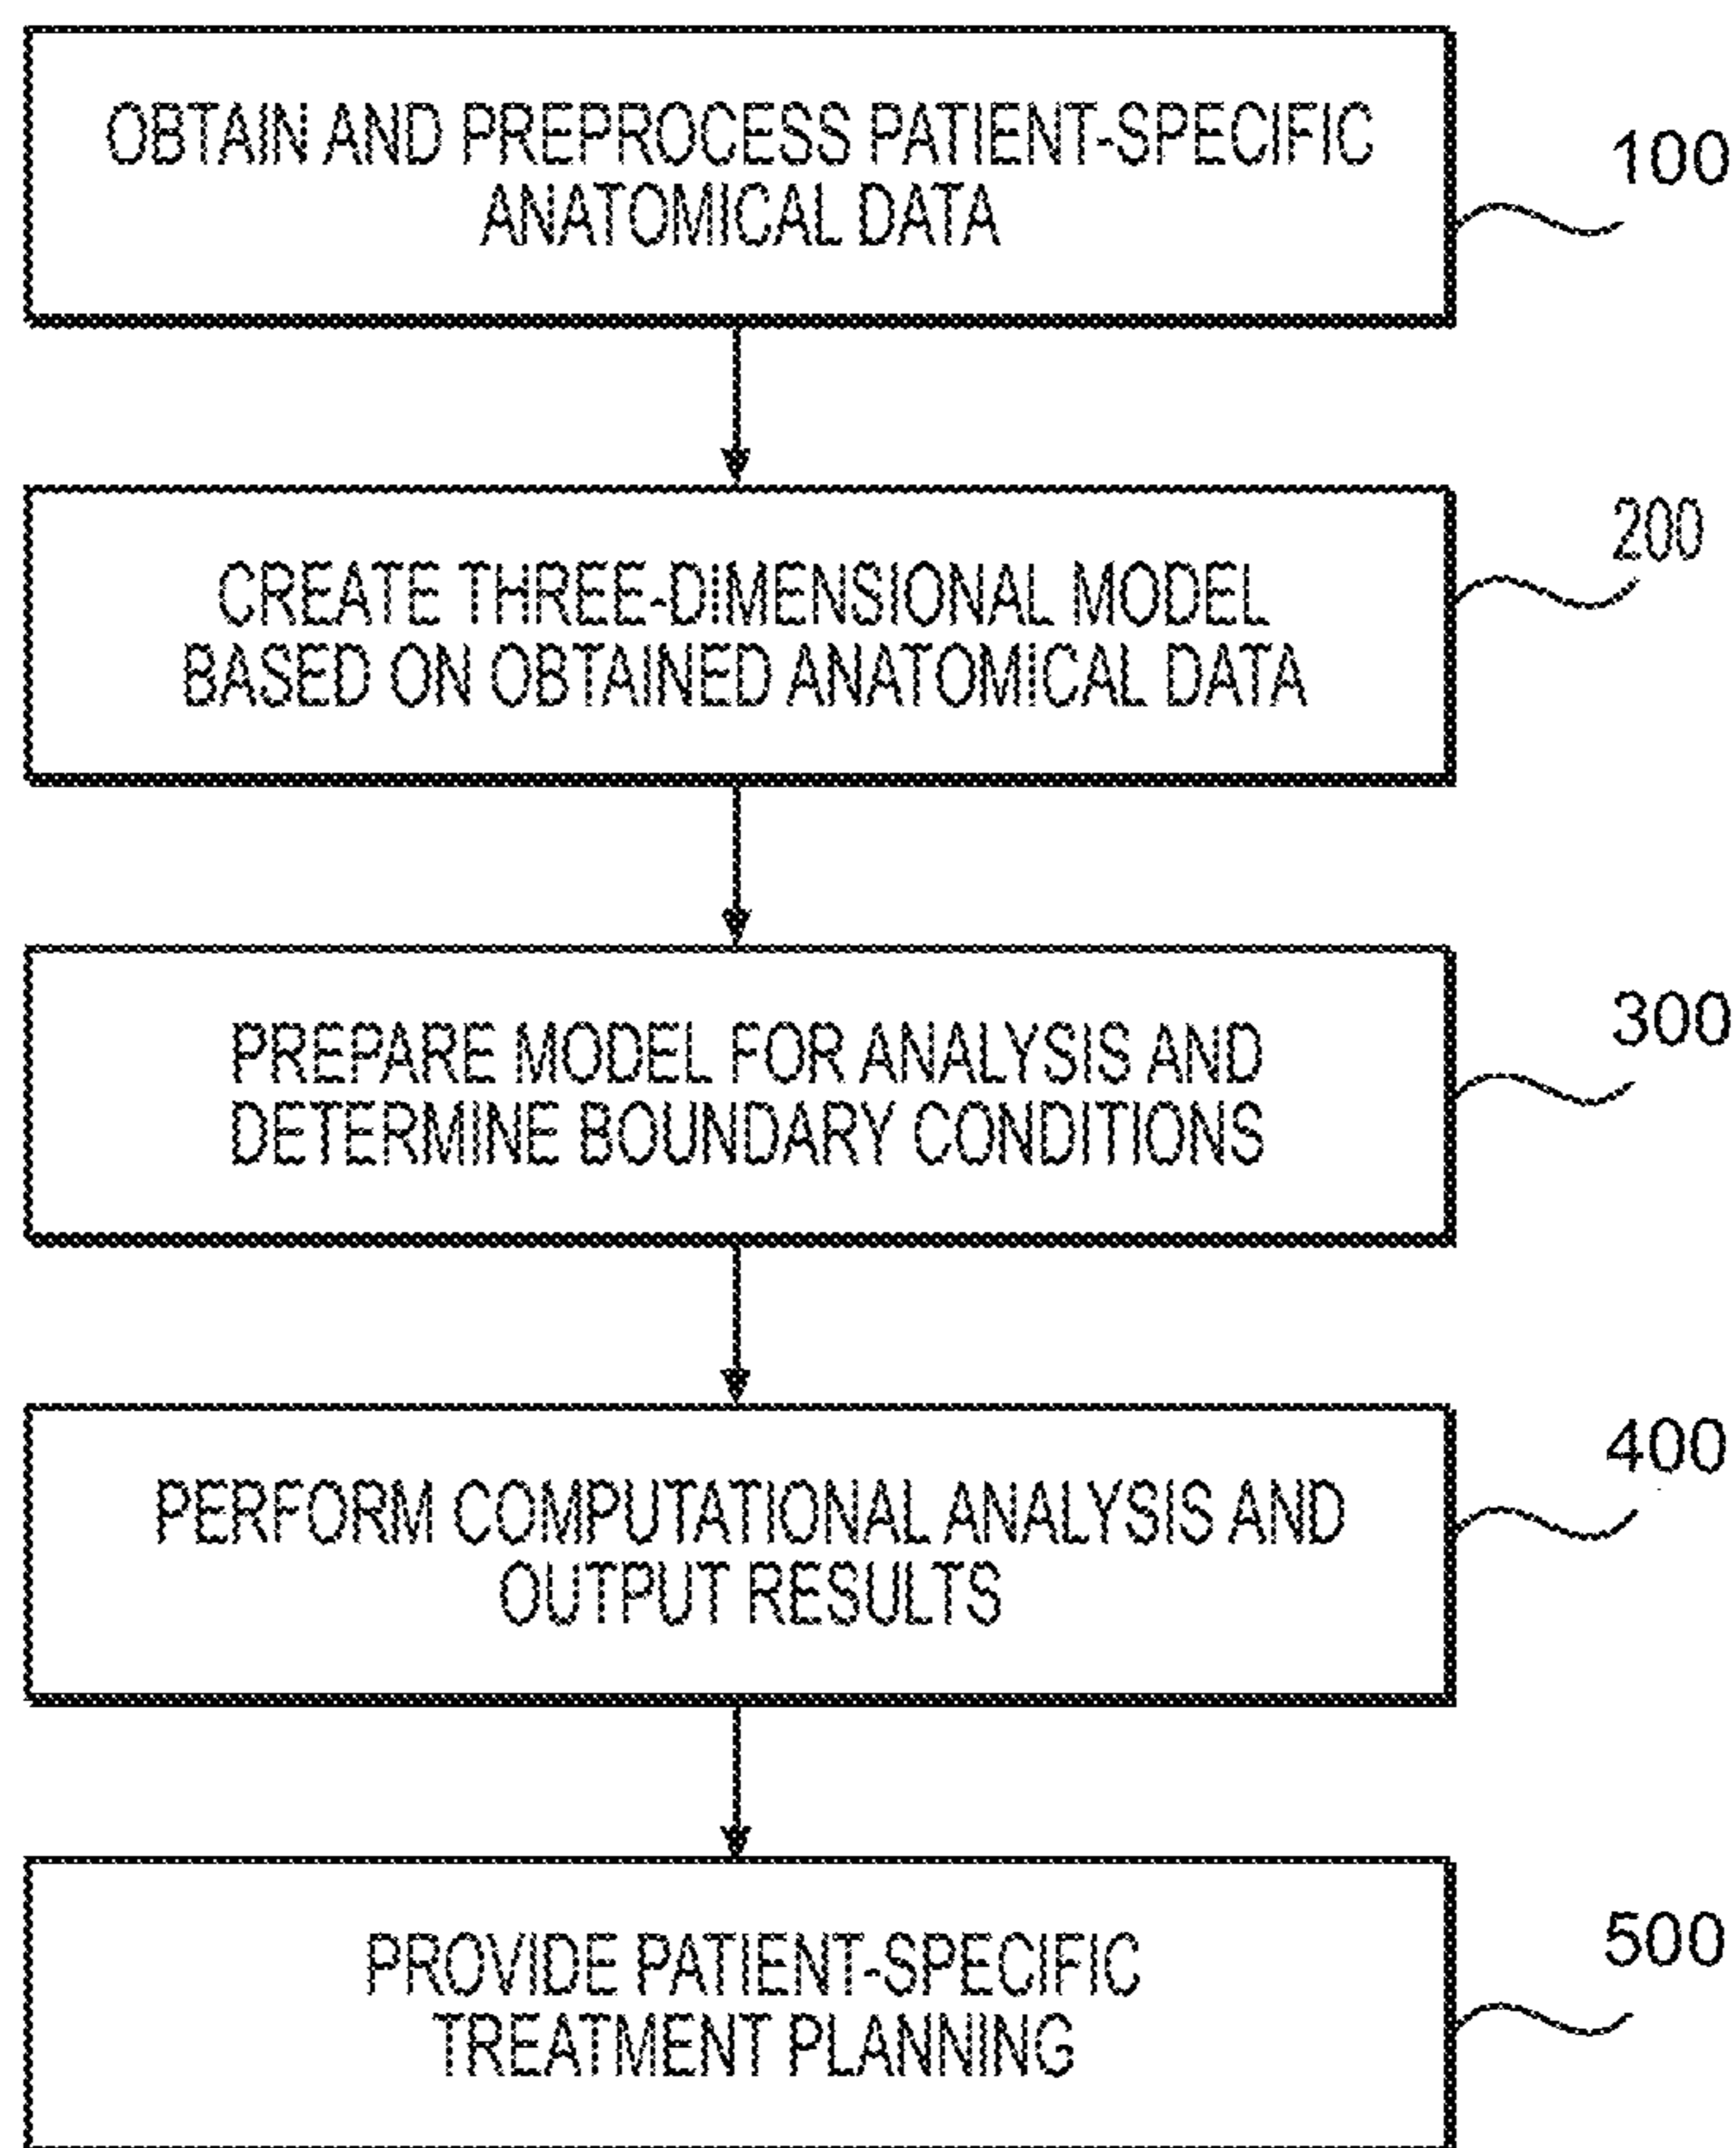 OBTAIN AND PREPROCESS PATIENT-SPECIFIC
ANATOMICAL DATA
100
CREATE THREE-DIMENSIONAL MODEL
BASED ON OBTAINED ANATOMICAL DATA
200
PREPARE MODEL FOR ANALYSIS AND
DETERMINE BOUNDARY CONDITIONS
300
PERFORM COMPUTATIONAL ANALYSIS AND
OUTPUT RESULTS
400
PROVIDE PATIENT-SPECIFIC
TREATMENT PLANNING
500